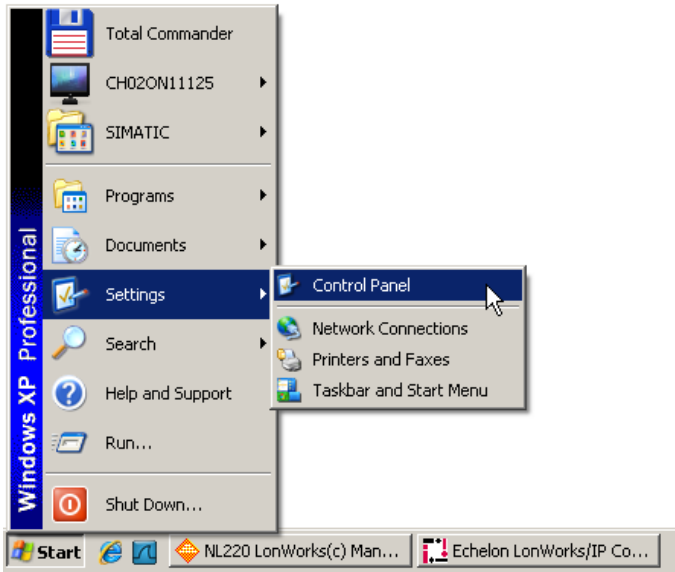 Total Commander
CH02ON11125
SIMATIC
Programs
Documents
Settings
Search
Help and Support
Run...
Shut Down...
Windows XP Professional
Control Panel
Network Connections
Printers and Faxes
Taskbar and Start Menu
Start
NL220 LonWorks(c) Man...
Echelon LonWorks/IP Co...